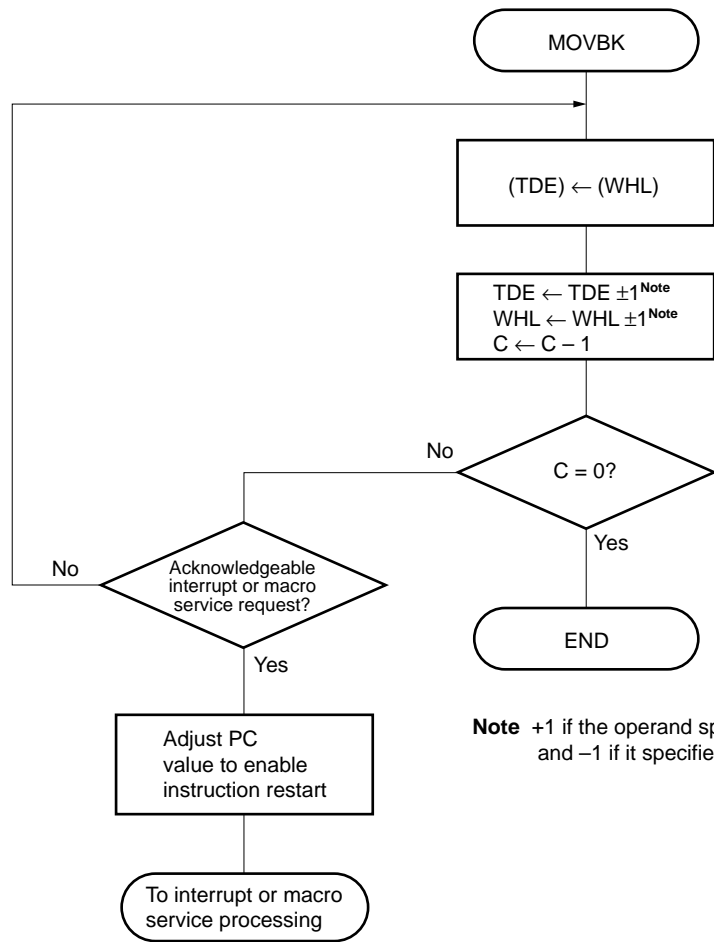 MOVBK
(TDE) ← (WHL)
TDE ← TDE ±1Note
WHL ← WHL ±1Note
C ← C – 1
No
C = 0?
Yes
No
Acknowledgeable
interrupt or macro
service request?
Yes
END
Adjust PC
value to enable
instruction restart
Note +1 if the operand
and –1 if it
To interrupt or macro
service processing